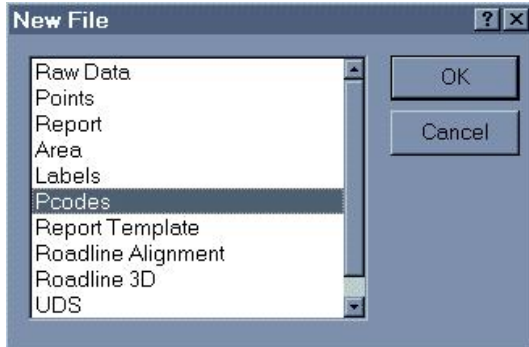 New File
Raw Data
Points
Report
Area
Labels
Pcodes
Report Template
Roadline Alignment
Roadline 3D
UDS
OK
Cancel